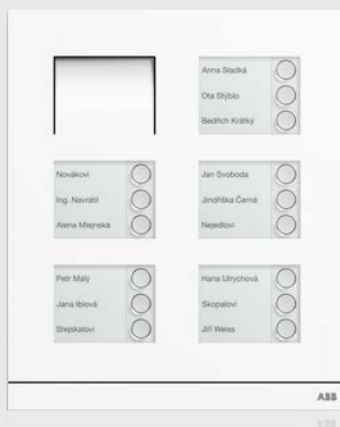 Anna Sladká
Ota Stýblo
Bedřich Krátký
Novákovi
Ing. Navrátil
Alena Mlejnská
Jan Svoboda
Jindřiška Černá
Nejedlovi
Petr Malý
Jana Iblová
Stejskalovi
Hana Ulrychová
Skopalovi
Jiří Weiss
ABB